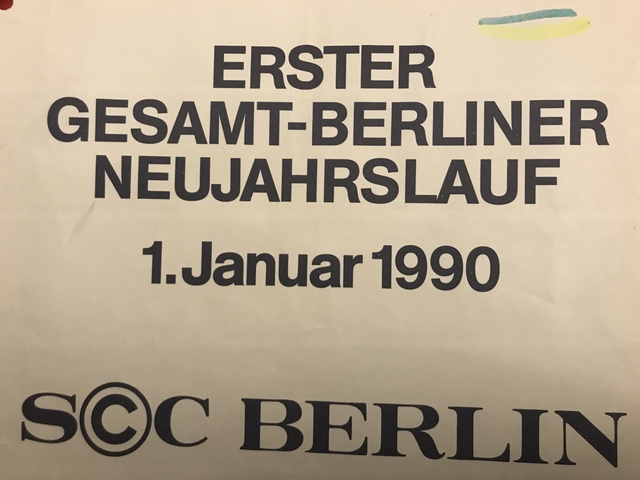 ERSTER
GESAMT-BERLINER
NEUJAHRSLAUF
1.Januar 1990
SCC BERLIN